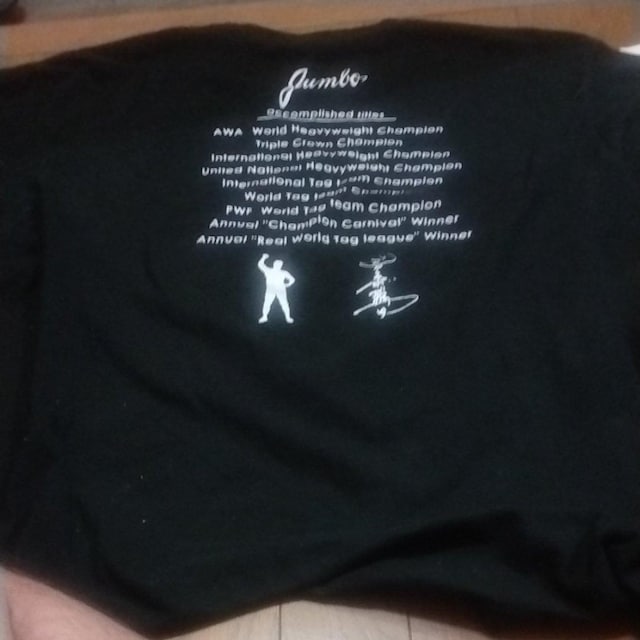 Jumbo
accomplished titles
AWA World Heavyweight Champion
Triple Crown Champion
International Heavyweight Champion
United National Heavyweight Champion
International Tag Team Champion
World Tag Team Champion
PWF World Tag Team Champion
Annual "Champion Carnival" Winner
Annual "Real World Tag league" Winner